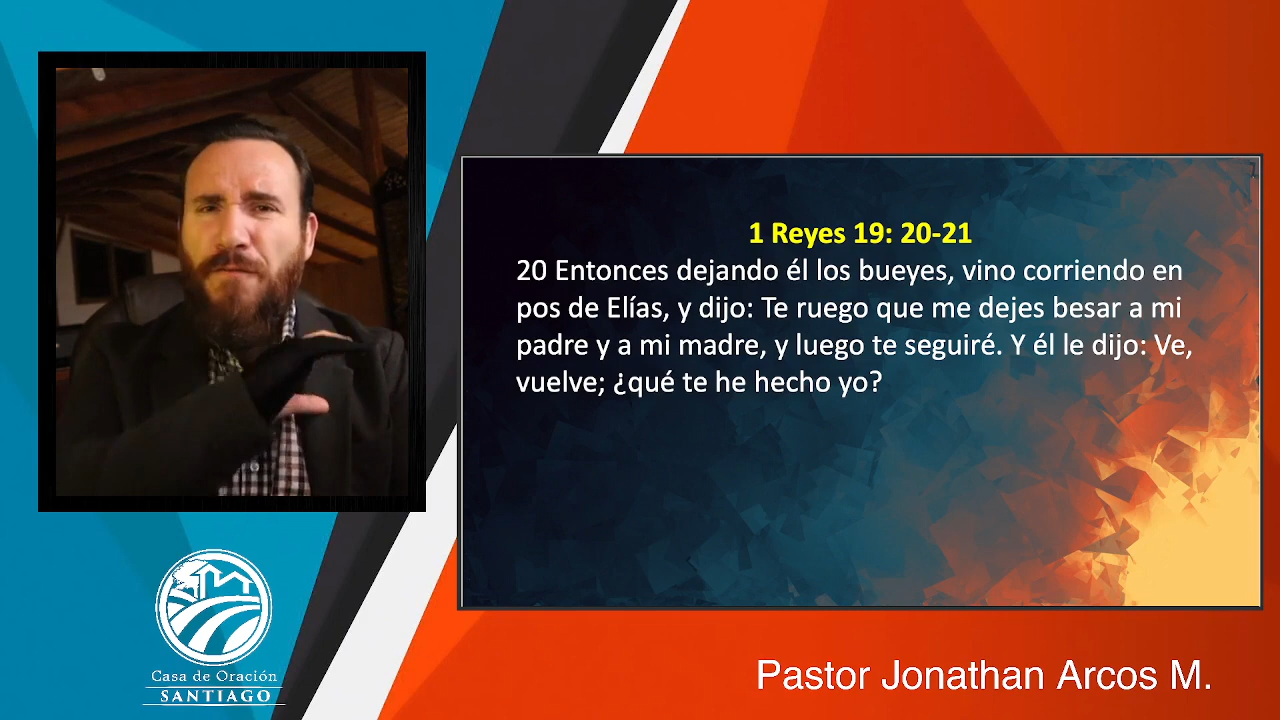 1 Reyes 19: 20-21
20 Entonces dejando él los bueyes, vino corriendo en
pos de Elías, y dijo: Te ruego que me dejes besar a mi
padre y a mi madre, y luego te seguiré. Y él le dijo: Ve,
vuelve; ¿qué te he hecho yo?
Casa de Oración
SANTIAGO
Pastor Jonathan Arcos M.